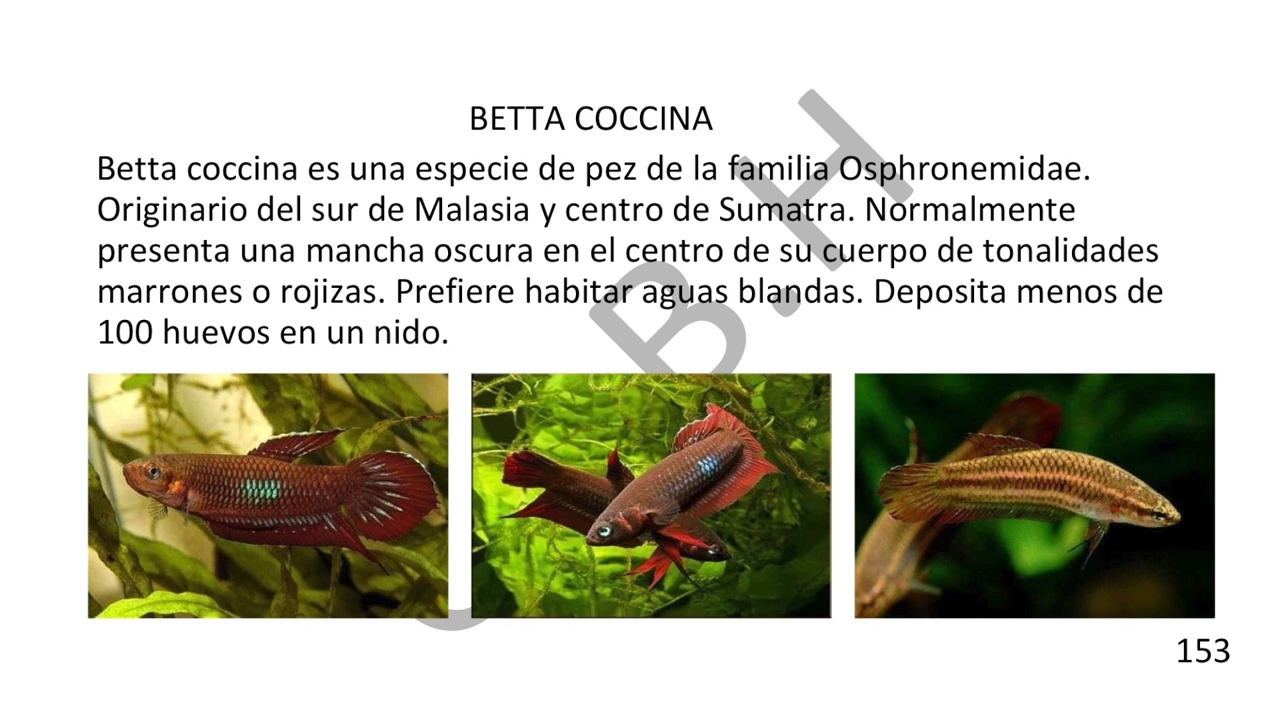 BETTA COCCINA
Betta coccina es una especie de pez de la familia Osphronemidae.
Originario del sur de Malasia y centro de Sumatra. Normalmente
presenta una mancha oscura en el centro de su cuerpo de tonalidades
marrones o rojizas. Prefiere habitar aguas blandas. Deposita menos de
100 huevos en un nido.
B.H
153